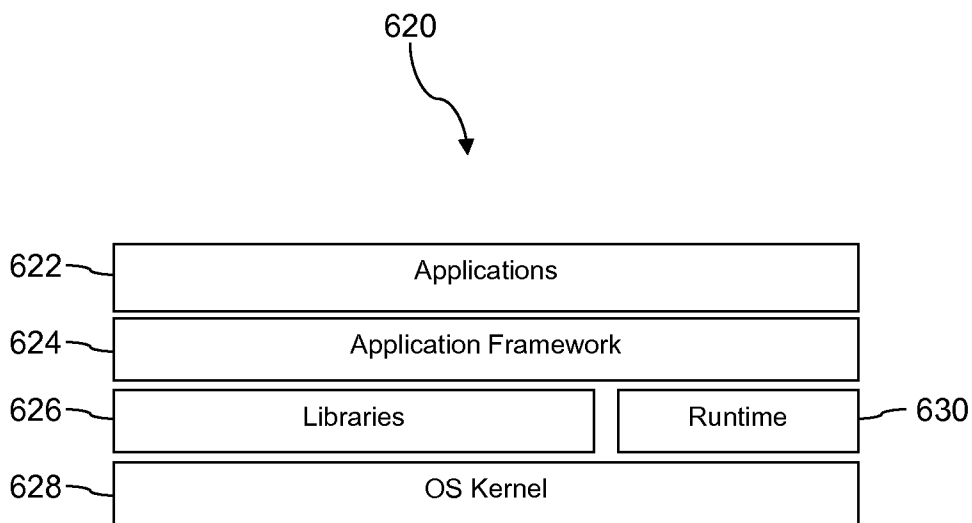 620
622 Applications
624 Application Framework
626 Libraries Runtime 630
628 OS Kernel